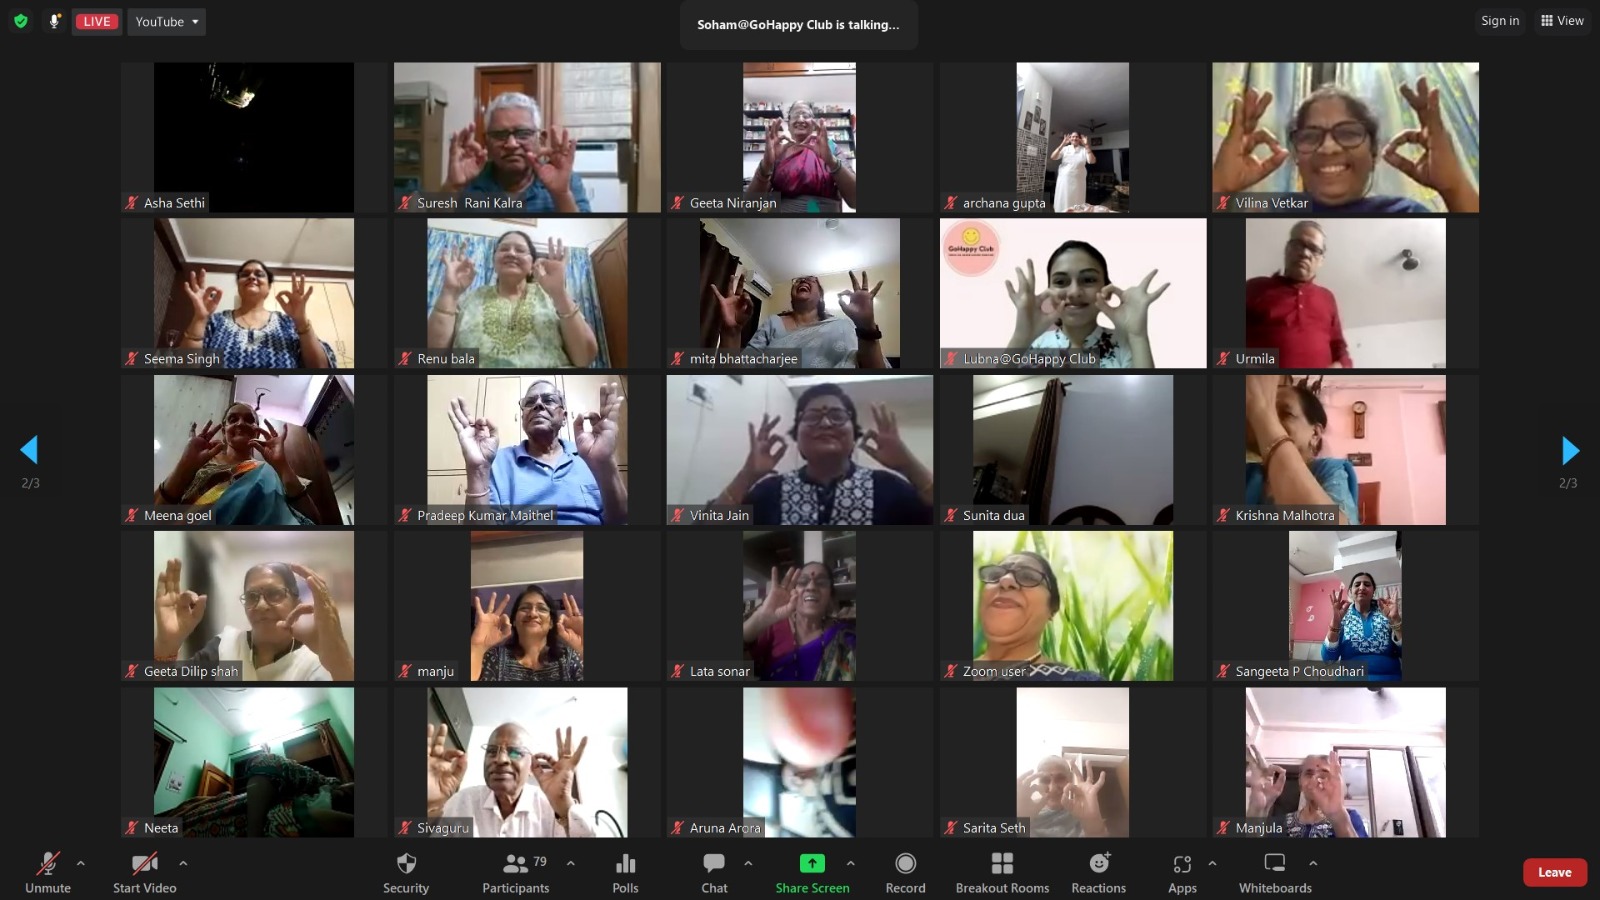 LIVE
YouTube
Soham@GoHappy Club is talking...
Sign in
View
Asha Sethi
Suresh Rani Kalra
Geeta Niranjan
archana gupta
Vilina Vetkar
GoHappy Club
Seema Singh
Renu bala
mita bhattacharjee
Lubna@GoHappy Club
Urmila
2/3
2/3
Meena goel
Pradeep Kumar Maithel
Vinita Jain
Sunita dua
Krishna Malhotra
Geeta Dilip shah
manju
Lata sonar
Zoom user
Sangeeta P Choudhari
Neeta
Sivaguru
Aruna Arora
Sarita Seth
Manjula
79
Unmute
Start Video
Security
Participants
Polls
Chat
Share Screen
Record
Breakout Rooms
Reactions
Apps
Whiteboards
Leave